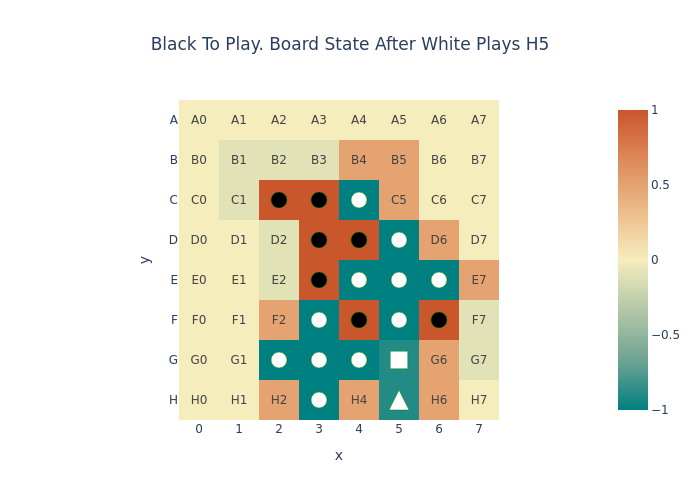 Black To Play. Board State After White Plays H5
A A0 A1 A2 A3 A4 A5 A6 A7
B B0 B1 B2 B3 B4 B5 B6 B7
C C0 C1 C5 C6 C7
D D0 D1 D2 D6 D7
E E0 E1 E2 E7
F F0 F1 F2 F7
G G0 G1 G6 G7
H H0 H1 H2 H4 H6 H7
0 1 2 3 4 5 6 7
x
y
1
0.5
0
−0.5
−1